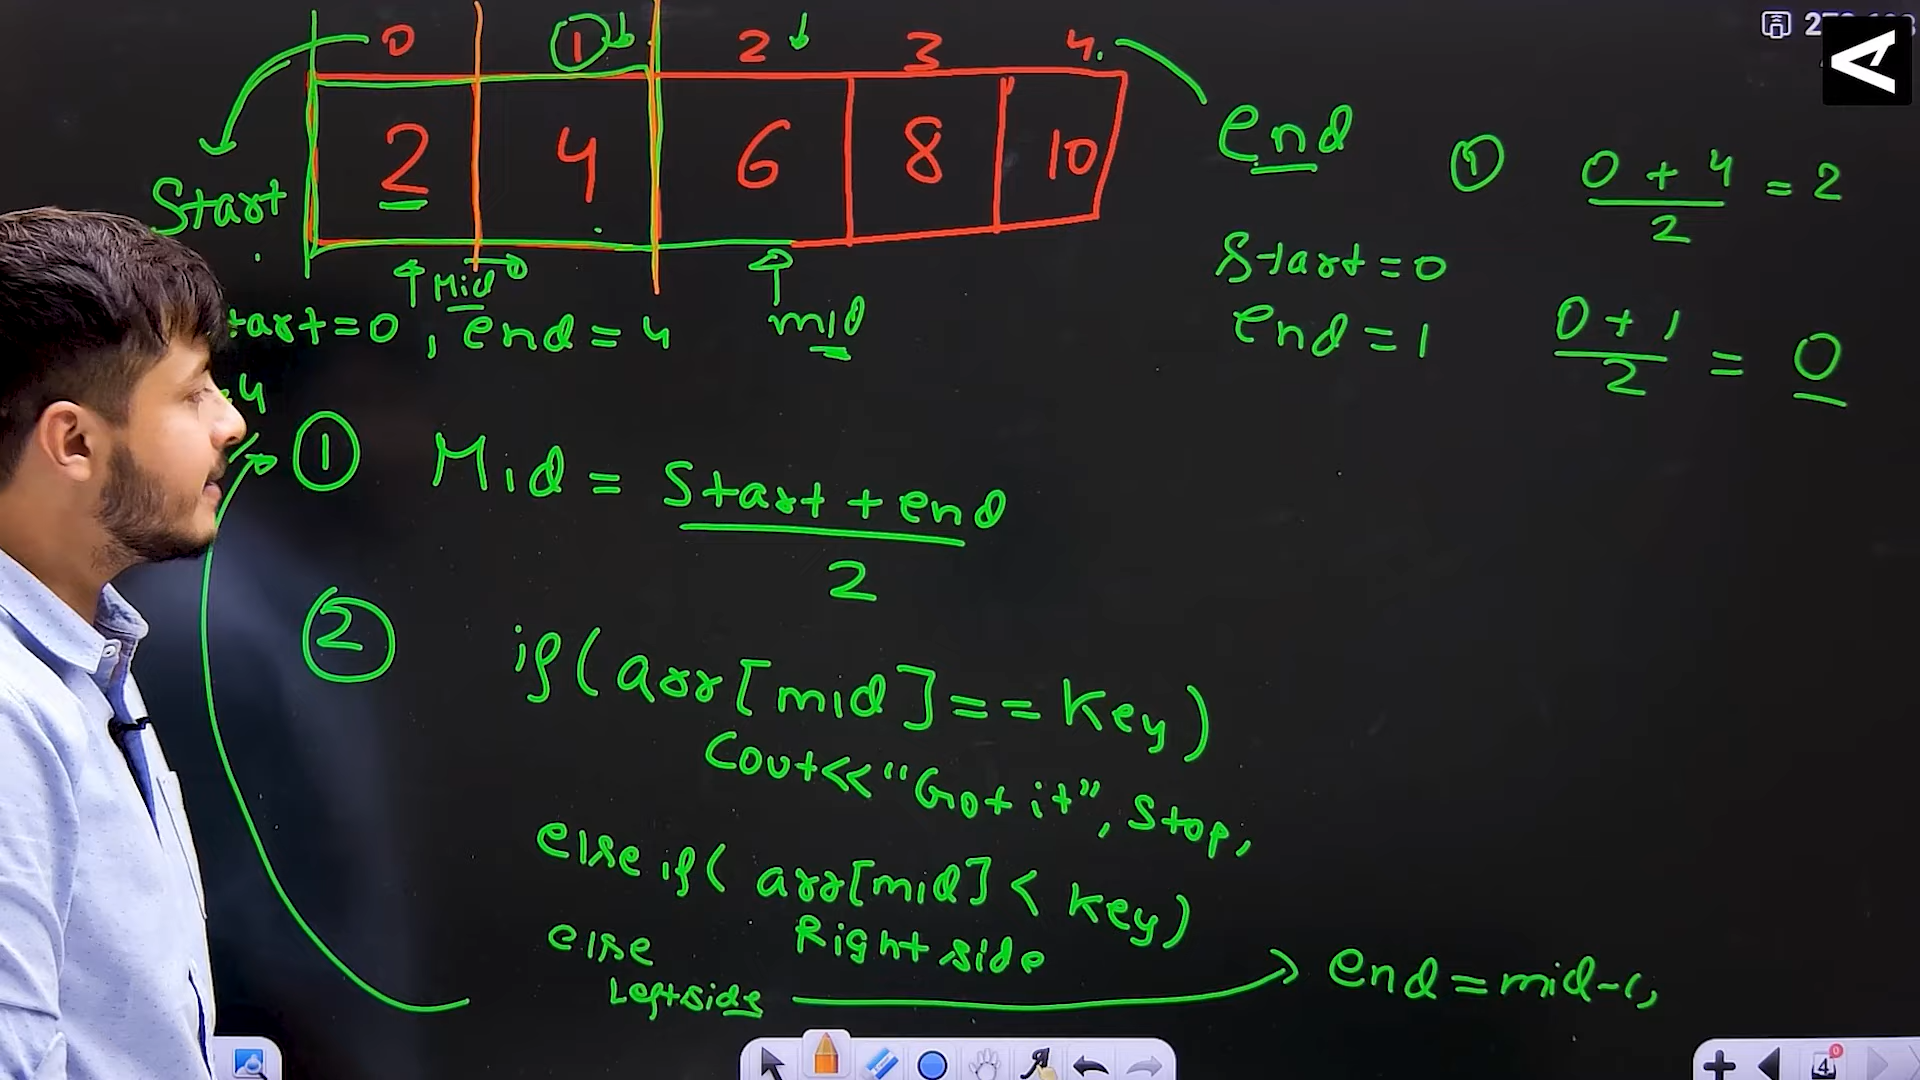 0 1 2 3 4
2 4 6 8 10
Start
end
Mid
mid
start=0, end=4
① 0+4/2 = 2
Start=0
end=1
0+1/2 = 0
① Mid = Start+end
2
② if(arr[mid]==key)
Cout<<"Got it", Stop,
else if(arr[mid]<key)
Right side
else
Leftside
end=mid-1,
4